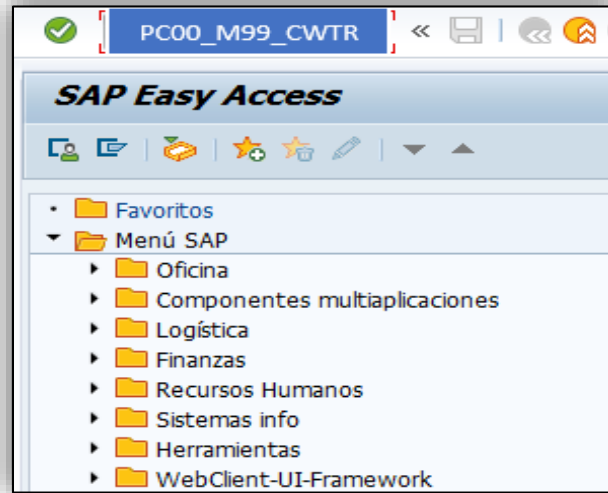 PC00_M99_CWTR
SAP Easy Access
Favoritos
Menú SAP
Oficina
Componentes multiaplicaciones
Logística
Finanzas
Recursos Humanos
Sistemas info
Herramientas
WebClient-UI-Framework